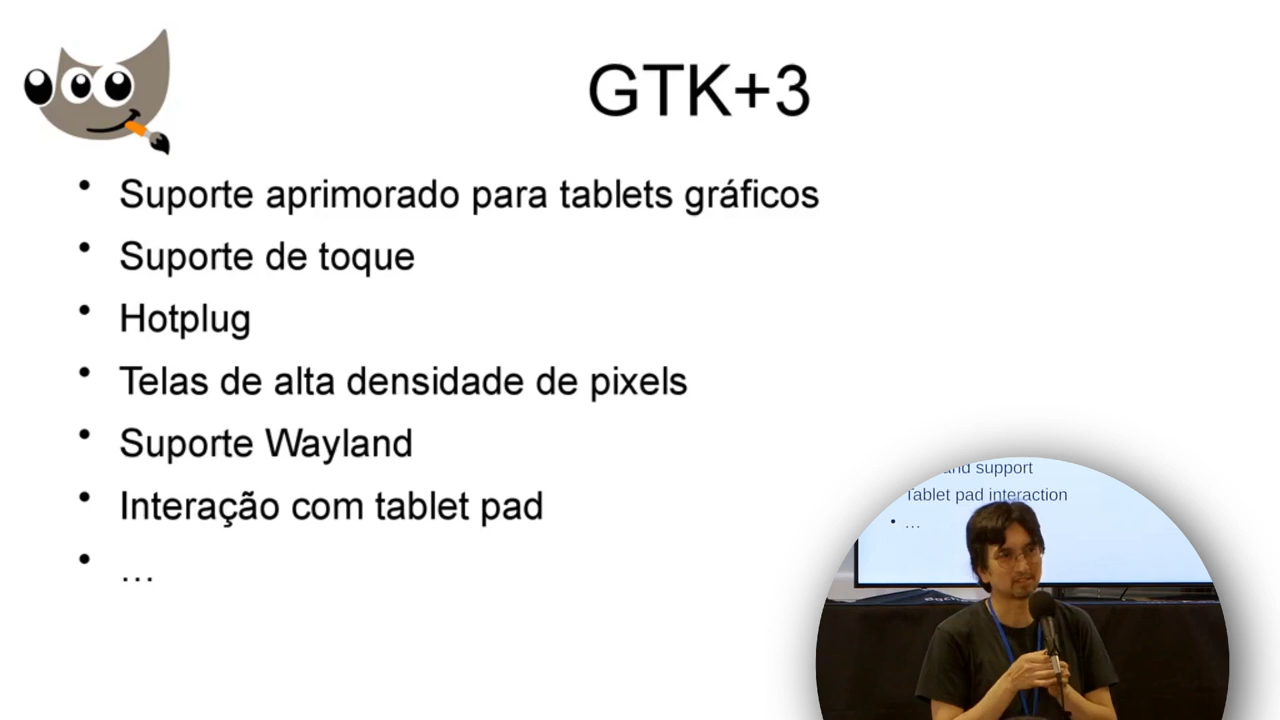 GTK+3
• Suporte aprimorado para tablets gráficos
• Suporte de toque
• Hotplug
• Telas de alta densidade de pixels
• Suporte Wayland
• Interação com tablet pad
• …
support
Tablet pad interaction
• …